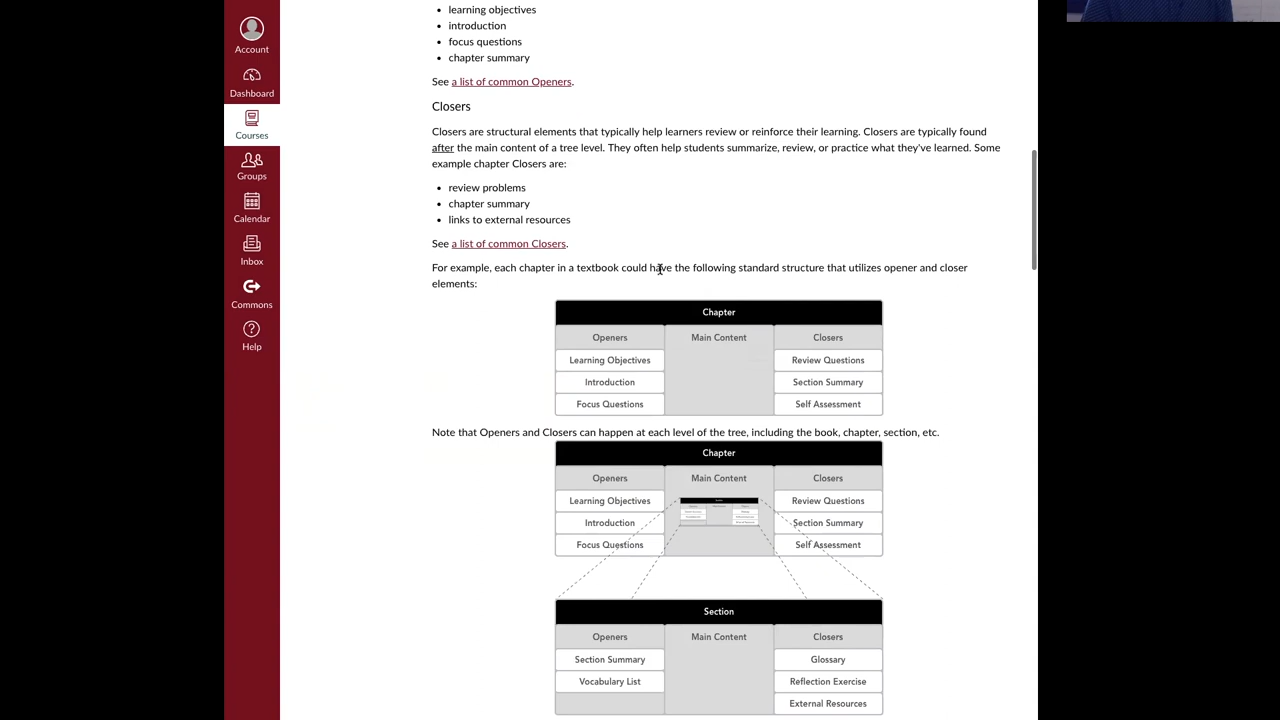 Account
Dashboard
Courses
Groups
Calendar
Inbox
Commons
Help
learning objectives
introduction
focus questions
chapter summary
See a list of common Openers.
Closers
Closers are structural elements that typically help learners review or reinforce their learning. Closers are typically found
after the main content of a tree level. They often help students summarize, review, or practice what they've learned. Some
example chapter Closers are:
review problems
chapter summary
links to external resources
See a list of common Closers.
For example, each chapter in a textbook could have the following standard structure that utilizes opener and closer
elements:
Chapter
Openers Main Content Closers
Learning Objectives Review Questions
Introduction Section Summary
Focus Questions Self Assessment
Note that Openers and Closers can happen at each level of the tree, including the book, chapter, section, etc.
Chapter
Openers Main Content Closers
Learning Objectives Review Questions
Introduction Section Summary
Focus Questions Self Assessment
Section
Openers Main Content Closers
Section Summary Glossary
Vocabulary List Reflection Exercise
External Resources